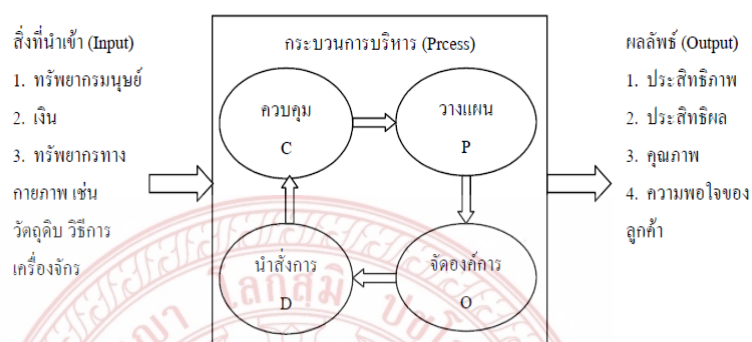 สิ่งที่นำเข้า (Input)
1. ทรัพยากรมนุษย์
2. เงิน
3. ทรัพยากรทาง
กายภาพ เช่น
วัตถุดิบ วิธีการ
เครื่องจักร
กระบวนการบริหาร (Prcess)
ควบคุม
C
วางแผน
P
นำสั่งการ
D
จัดองค์การ
O
ผลลัพธ์ (Output)
1. ประสิทธิภาพ
2. ประสิทธิผล
3. คุณภาพ
4. ความพอใจของ
ลูกค้า